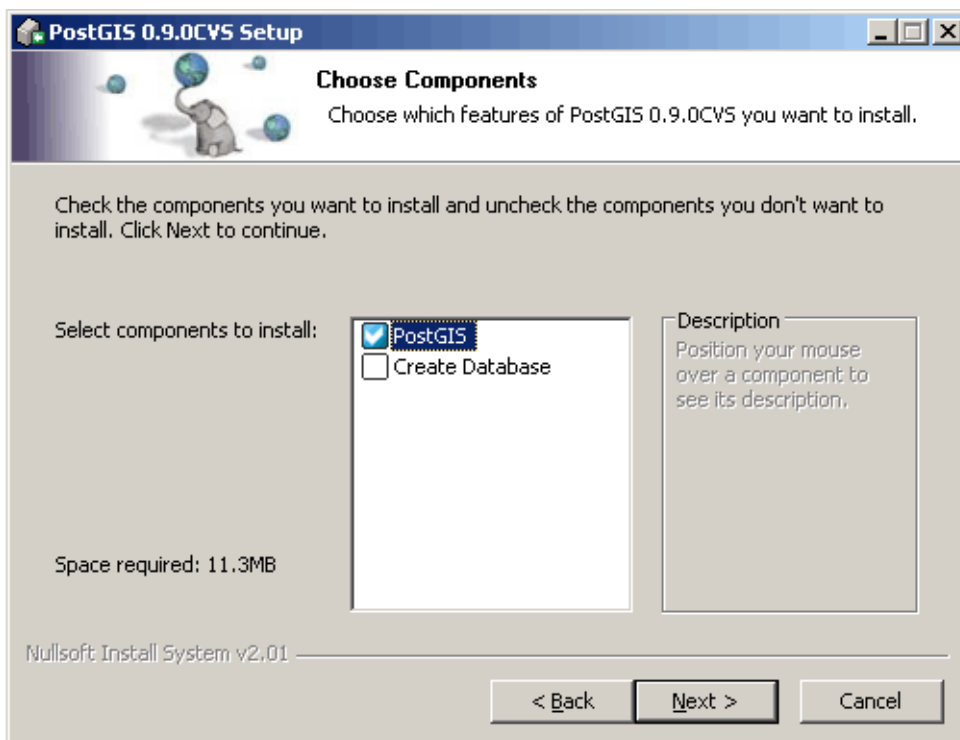 PostGIS 0.9.0CVS Setup
Choose Components
Choose which features of PostGIS 0.9.0CVS you want to install.
Check the components you want to install and uncheck the components you don't want to
install. Click Next to continue.
Select components to install:
PostGIS
Create Database
Description
Position your mouse
over a component to
see its description.
Space required: 11.3MB
Nullsoft Install System v2.01
< Back
Next >
Cancel